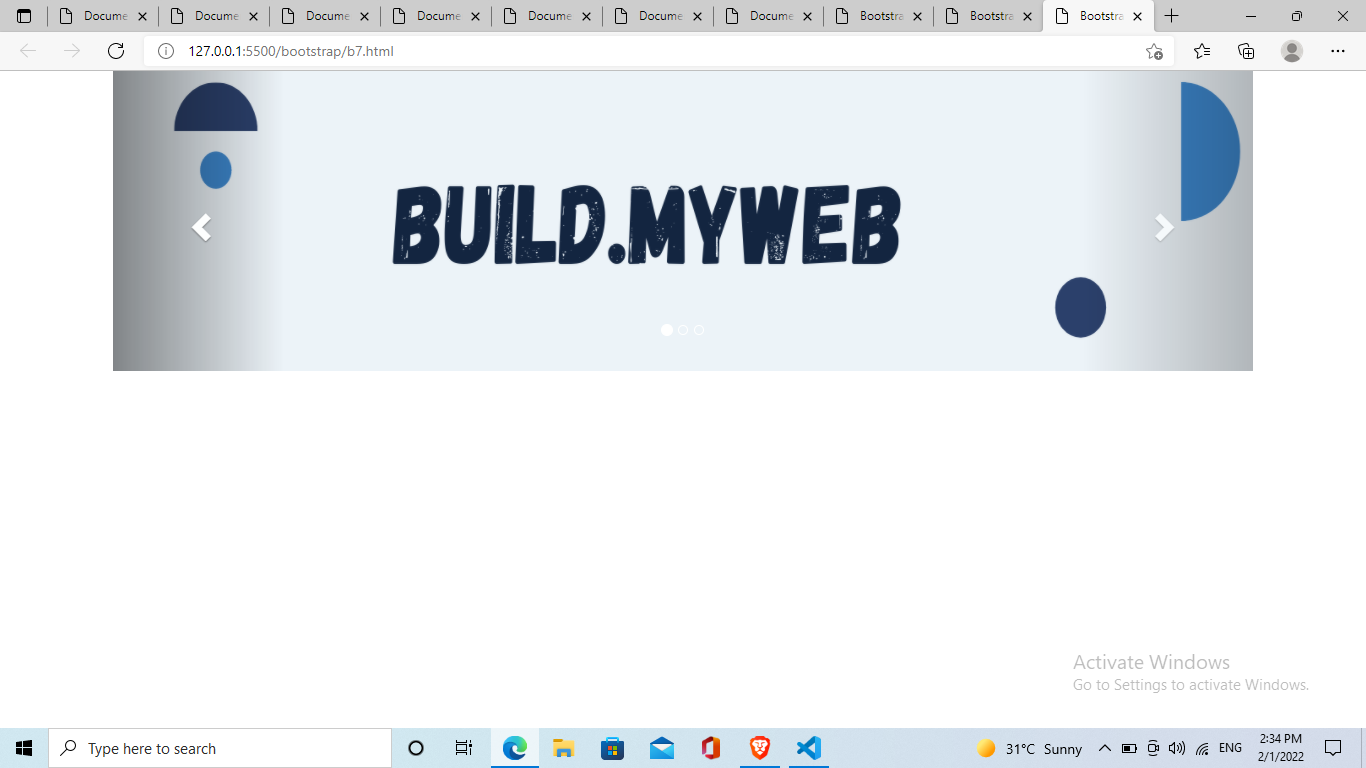 Docume Docume Docume Docume Docume Docume Docume Bootstra Bootstra Bootstra
127.0.0.1:5500/bootstrap/b7.html
BUILD.MYWEB
Activate Windows
Go to Settings to activate Windows.
Type here to search
31°C Sunny
ENG
2:34 PM
2/1/2022